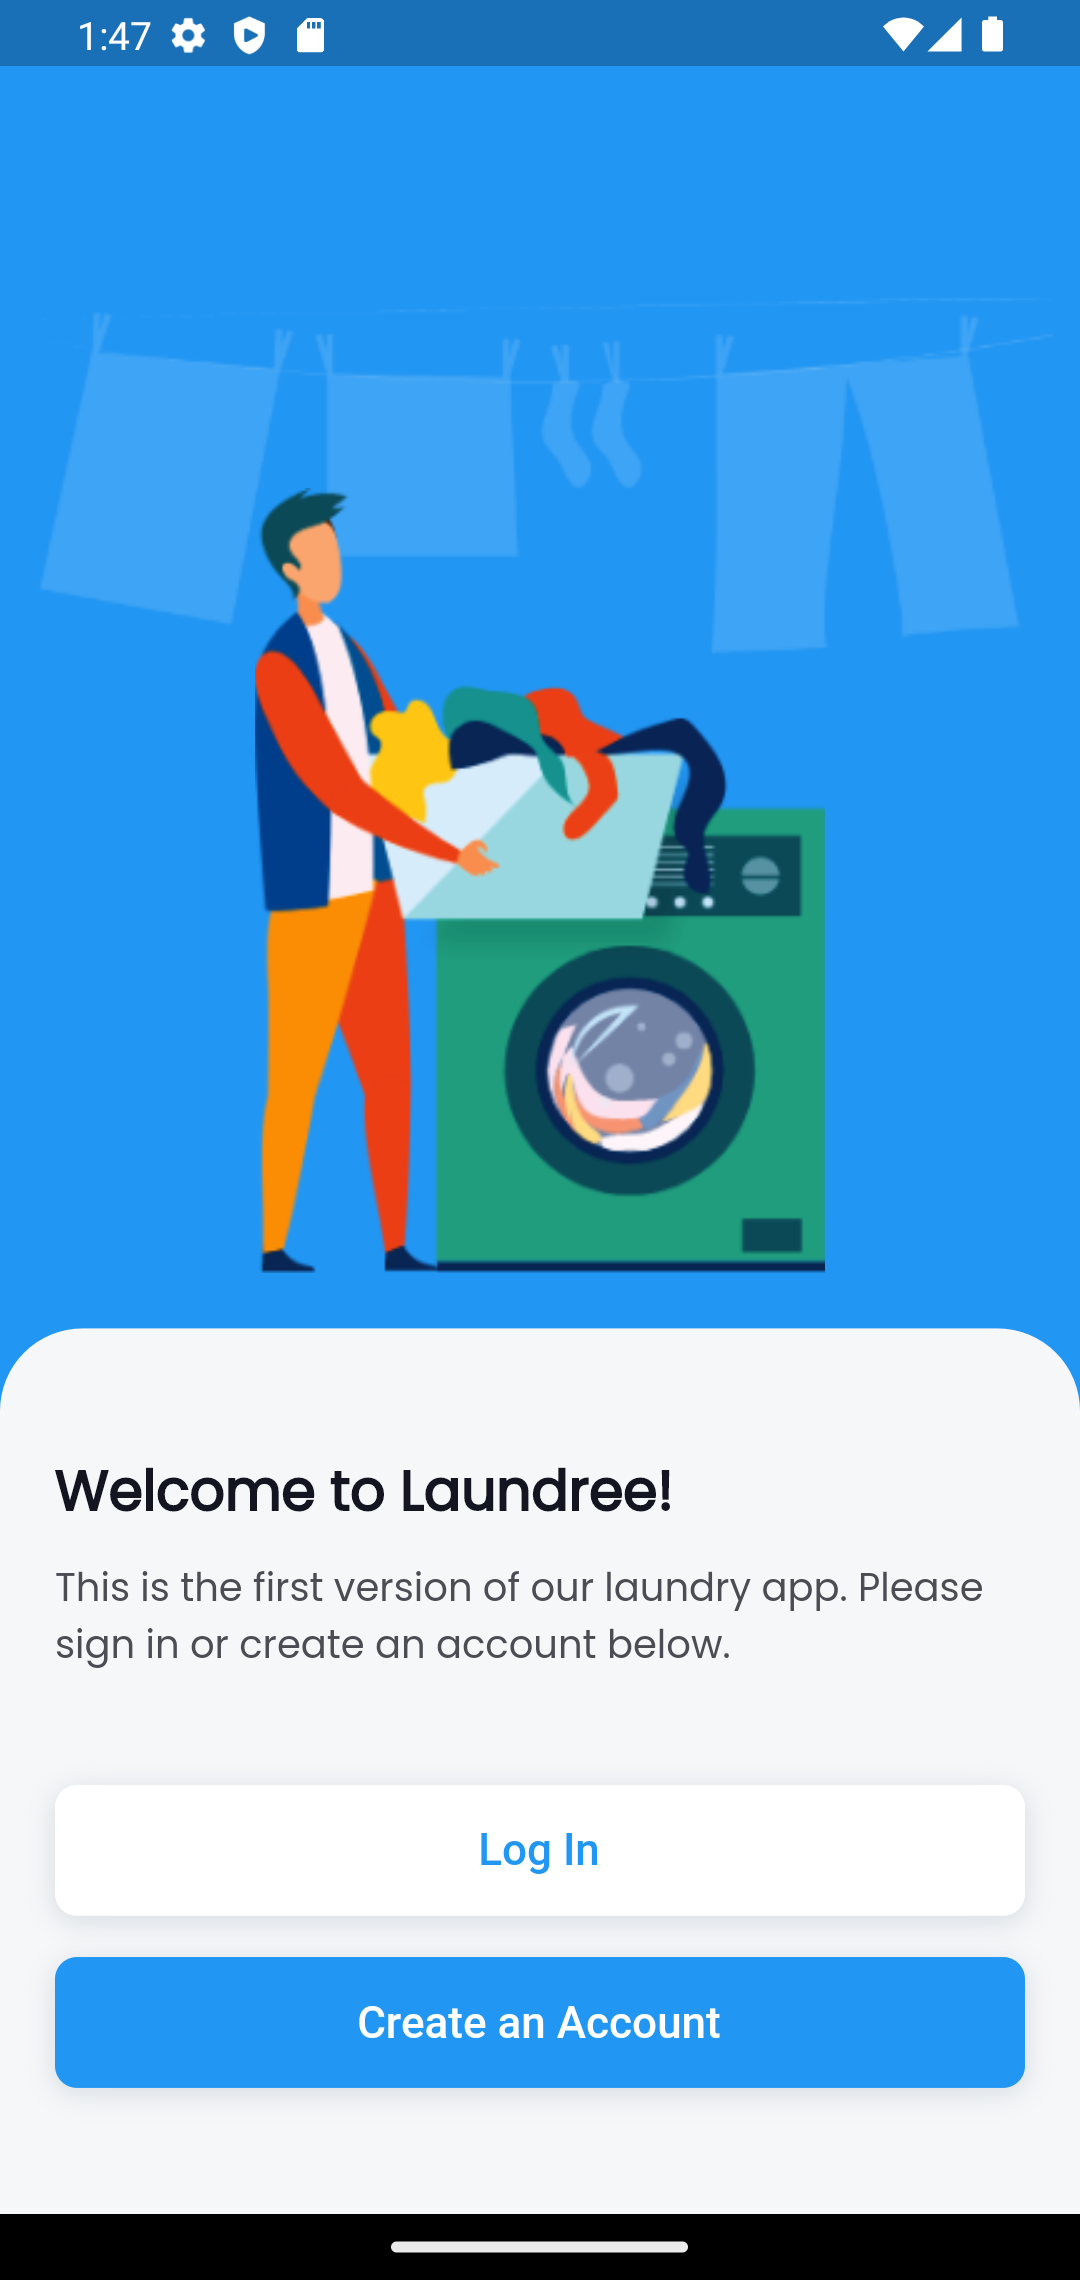 1:47
Welcome to Laundree!
This is the first version of our laundry app. Please
sign in or create an account below.
Log In
Create an Account